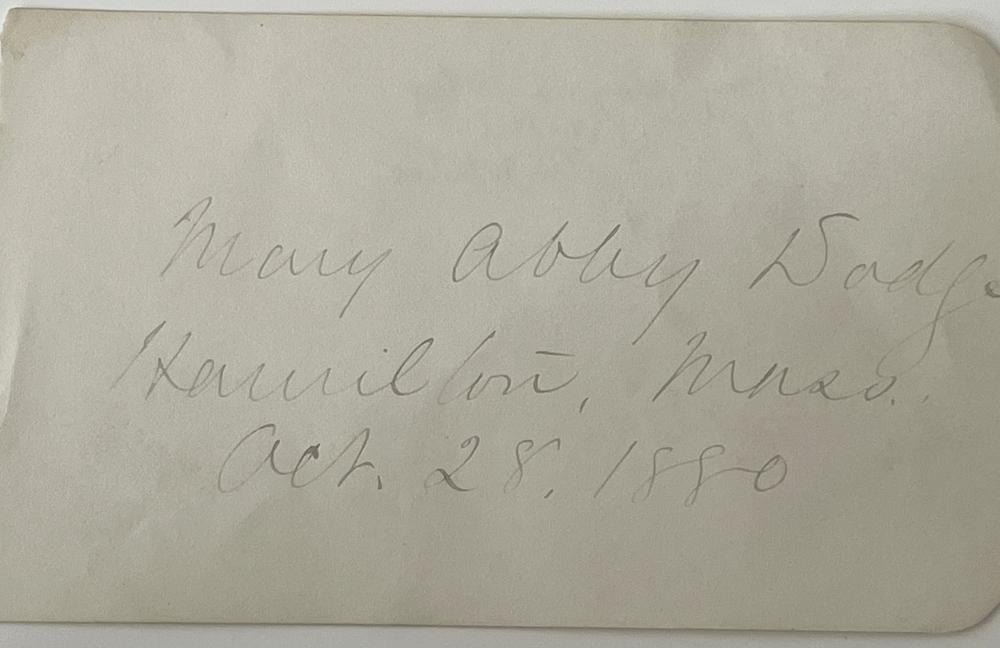 Mary Abby Dodge
Hamilton, Mass.
Oct. 28. 1880